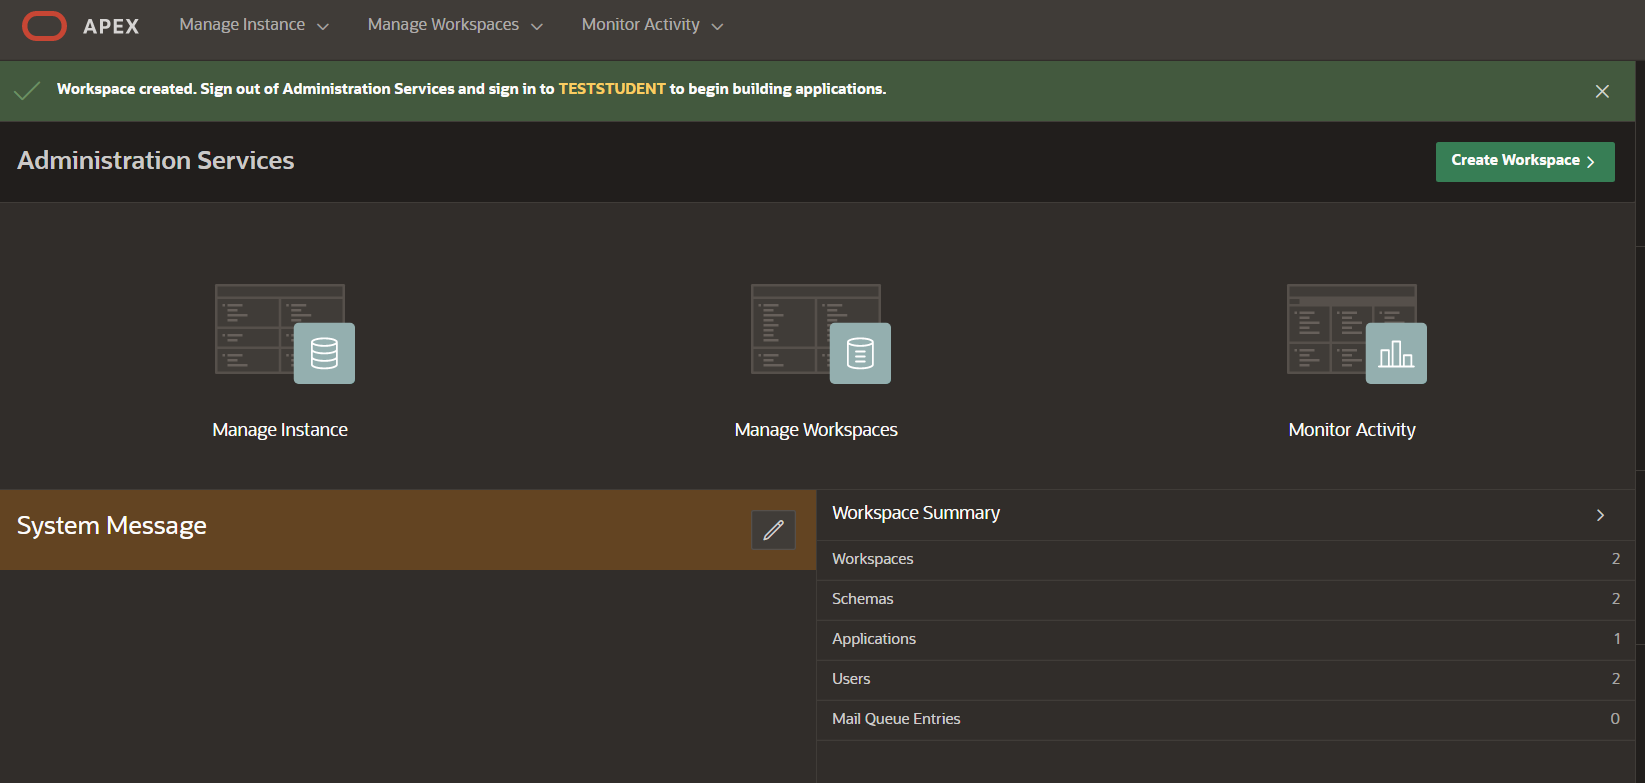 APEX Manage Instance Manage Workspaces Monitor Activity
Workspace created. Sign out of Administration Services and sign in to TESTSTUDENT to begin building applications.
Administration Services
Create Workspace
Manage Instance
Manage Workspaces
Monitor Activity
System Message
Workspace Summary
Workspaces 2
Schemas 2
Applications 1
Users 2
Mail Queue Entries 0